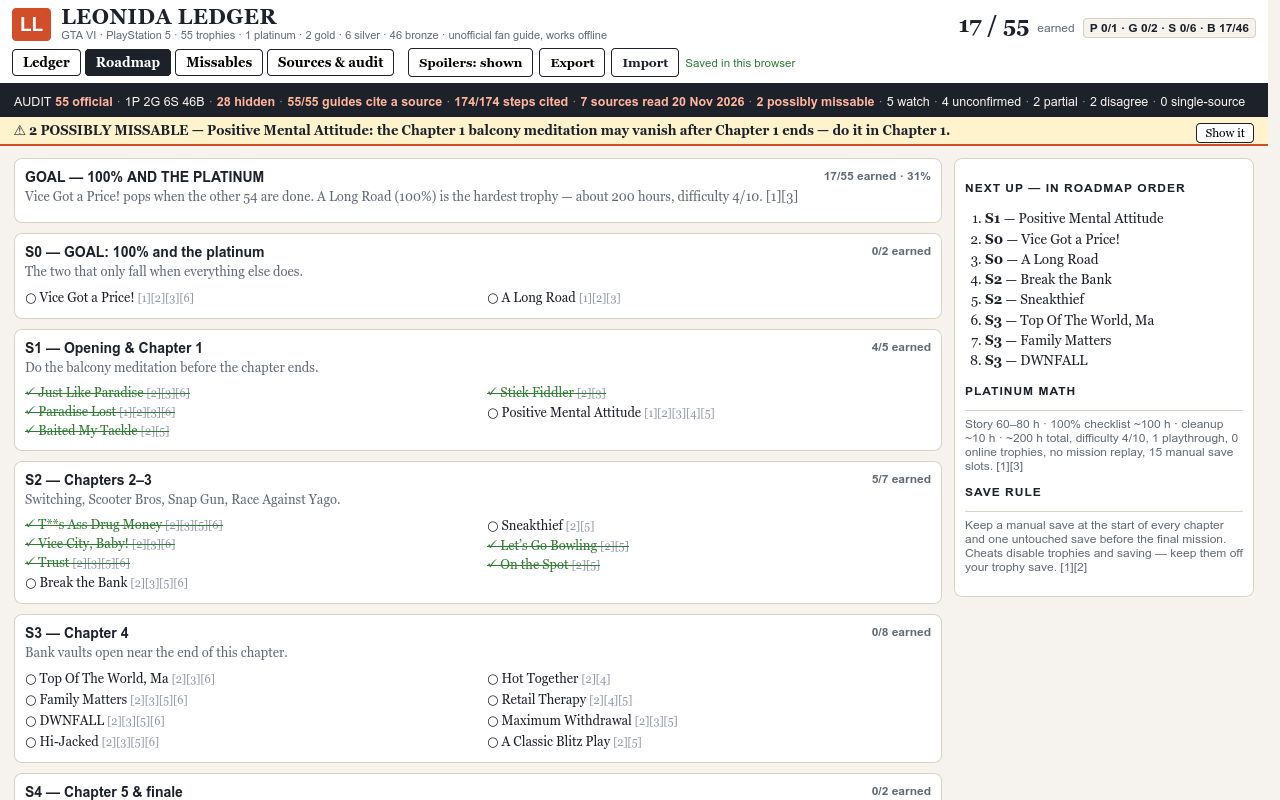 LL
LEONIDA LEDGER
GTA VI · PlayStation 5 · 55 trophies · 1 platinum · 2 gold · 6 silver · 46 bronze · unofficial fan guide, works offline
17 / 55 earned P 0/1 · G 0/2 · S 0/6 · B 17/46
Ledger Roadmap Missables Sources & audit Spoilers: shown Export Import Saved in this browser
AUDIT 55 official · 1P 2G 6S 46B · 28 hidden · 55/55 guides cite a source · 174/174 steps cited · 7 sources read 20 Nov 2026 · 2 possibly missable · 5 watch · 4 unconfirmed · 2 partial · 2 disagree · 0 single-source
⚠ 2 POSSIBLY MISSABLE — Positive Mental Attitude: the Chapter 1 balcony meditation may vanish after Chapter 1 ends — do it in Chapter 1. Show it
GOAL — 100% AND THE PLATINUM 17/55 earned · 31%
Vice Got a Price! pops when the other 54 are done. A Long Road (100%) is the hardest trophy — about 200 hours, difficulty 4/10. [1][3]
S0 — GOAL: 100% and the platinum 0/2 earned
The two that only fall when everything else does.
○ Vice Got a Price! [1][2][3][6]
○ A Long Road [1][2][3]
S1 — Opening & Chapter 1 4/5 earned
Do the balcony meditation before the chapter ends.
✓ Just Like Paradise [2][3][6]
✓ Paradise Lost [1][2][3][6]
✓ Baited My Tackle [2][5]
✓ Stick Fiddler [2][3]
○ Positive Mental Attitude [1][2][3][4][5]
S2 — Chapters 2–3 5/7 earned
Switching, Scooter Bros, Snap Gun, Race Against Yago.
✓ T**s Ass Drug Money [2][3][5][6]
✓ Vice City, Baby! [2][3][6]
✓ Trust [2][3][5][6]
○ Break the Bank [2][3][5][6]
○ Sneakthief [2][5]
✓ Let's Go Bowling [2][5]
✓ On the Spot [2][5]
S3 — Chapter 4 0/8 earned
Bank vaults open near the end of this chapter.
○ Top Of The World, Ma [2][3][6]
○ Family Matters [2][3][5][6]
○ DWNFALL [2][3][5][6]
○ Hi-Jacked [2][3][5][6]
○ Hot Together [2][4]
○ Retail Therapy [2][4][5]
○ Maximum Withdrawal [2][3][5]
○ A Classic Blitz Play [2][5]
S4 — Chapter 5 & finale 0/2 earned
NEXT UP — IN ROADMAP ORDER
1. S1 — Positive Mental Attitude
2. S0 — Vice Got a Price!
3. S0 — A Long Road
4. S2 — Break the Bank
5. S2 — Sneakthief
6. S3 — Top Of The World, Ma
7. S3 — Family Matters
8. S3 — DWNFALL
PLATINUM MATH
Story 60–80 h · 100% checklist ~100 h · cleanup
~10 h · ~200 h total, difficulty 4/10, 1 playthrough, 0
online trophies, no mission replay, 15 manual save
slots. [1][3]
SAVE RULE
Keep a manual save at the start of every chapter
and one untouched save before the final mission.
Cheats disable trophies and saving — keep them off
your trophy save. [1][2]